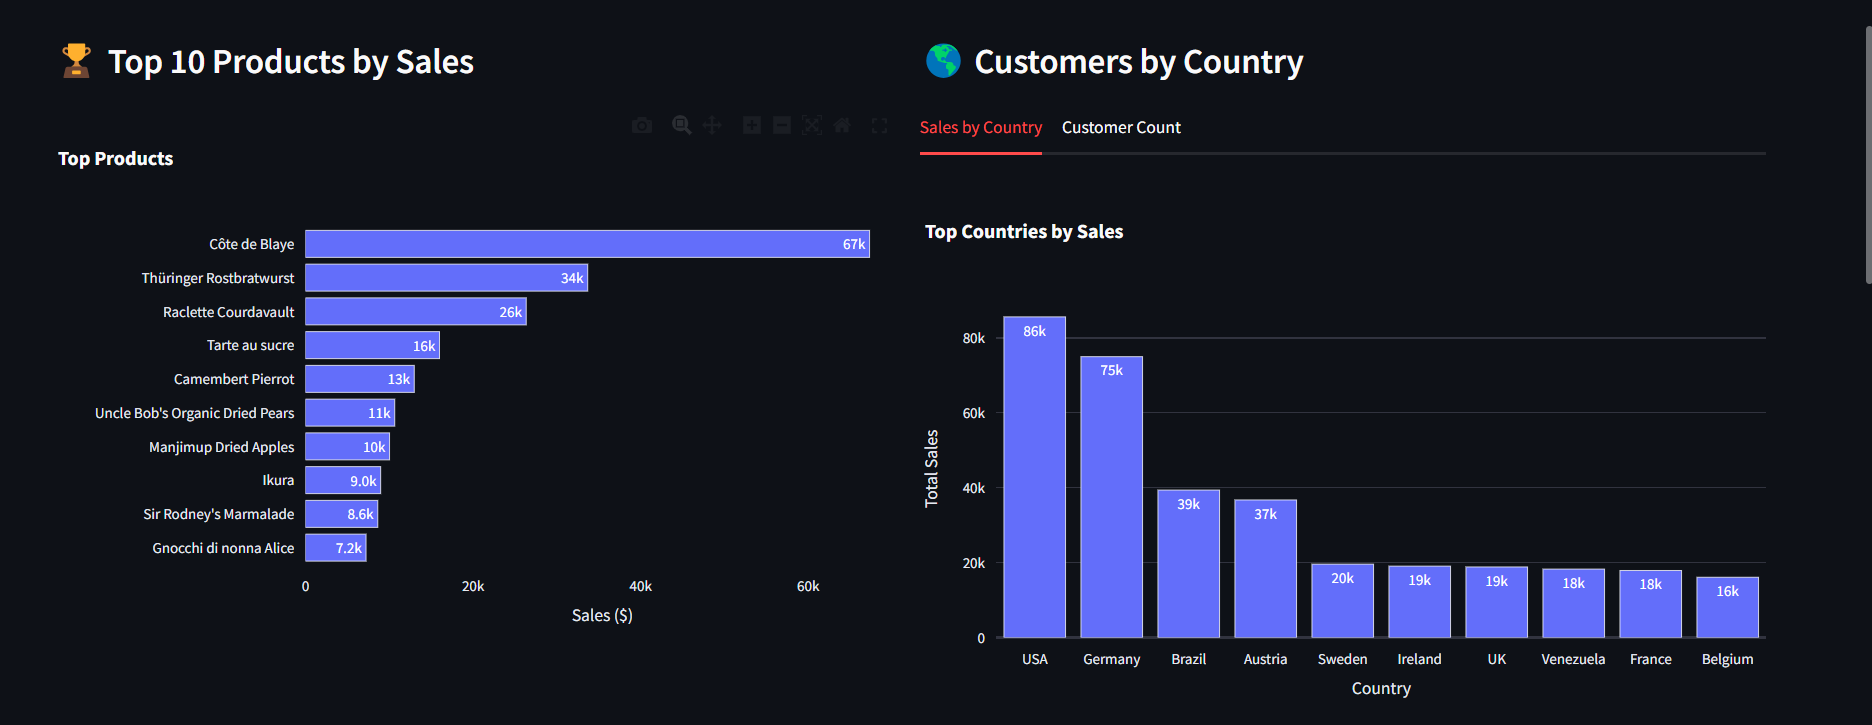 Top 10 Products by Sales
Top Products
Côte de Blaye 67k
Thüringer Rostbratwurst 34k
Raclette Courdavault 26k
Tarte au sucre 16k
Camembert Pierrot 13k
Uncle Bob's Organic Dried Pears 11k
Manjimup Dried Apples 10k
Ikura 9.0k
Sir Rodney's Marmalade 8.6k
Gnocchi di nonna Alice 7.2k
0 20k 40k 60k
Sales ($)
Customers by Country
Sales by Country Customer Count
Top Countries by Sales
Total Sales
80k
60k
40k
20k
0
86k 75k 39k 37k 20k 19k 19k 18k 18k 16k
USA Germany Brazil Austria Sweden Ireland UK Venezuela France Belgium
Country